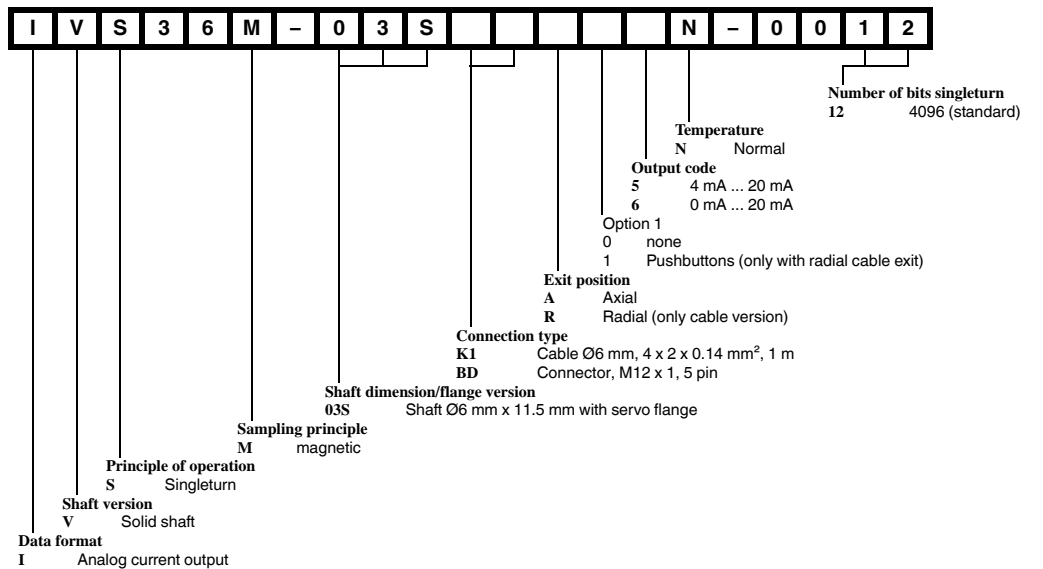 I V S 3 6 M – 0 3 S N – 0 0 1 2
Number of bits singleturn
12 4096 (standard)
Temperature
N Normal
Output code
5 4 mA ... 20 mA
6 0 mA ... 20 mA
Option 1
0 none
1 Pushbuttons (only with radial cable exit)
Exit position
A Axial
R Radial (only cable version)
Connection type
K1 Cable Ø6 mm, 4 x 2 x 0.14 mm², 1 m
BD Connector, M12 x 1, 5 pin
Shaft dimension/flange version
03S Shaft Ø6 mm x 11.5 mm with servo flange
Sampling principle
M magnetic
Principle of operation
S Singleturn
Shaft version
V Solid shaft
Data format
I Analog current output